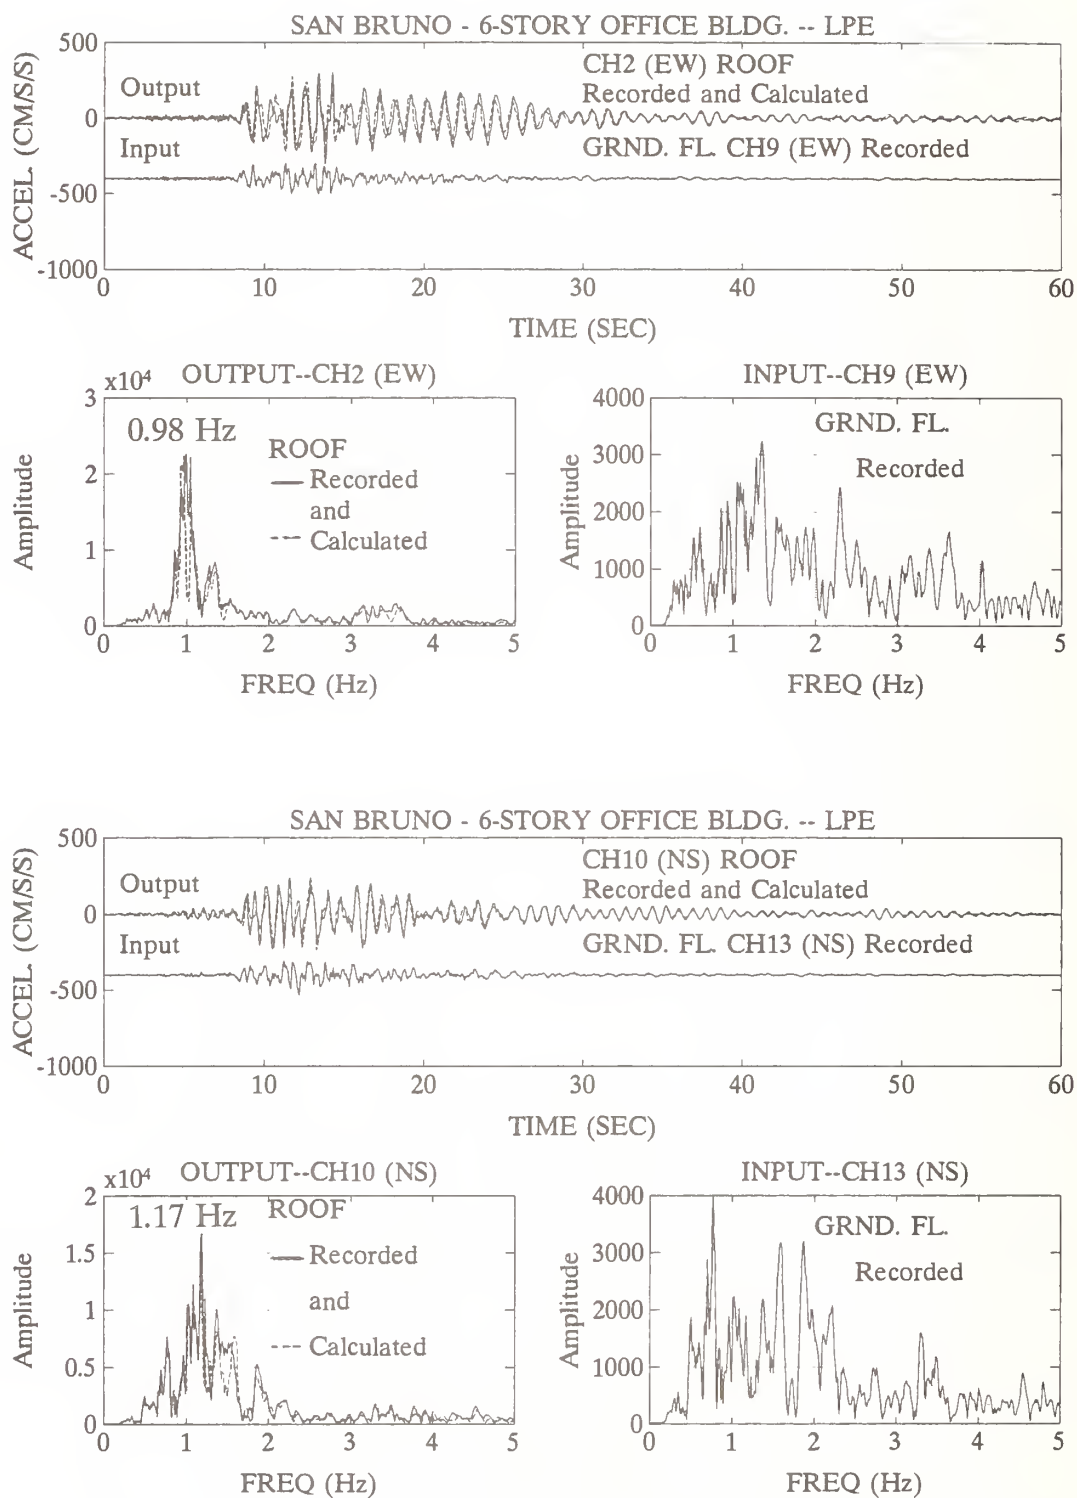 SAN BRUNO - 6-STORY OFFICE BLDG. -- LPE
500
0
-500
-1000
ACCEL. (CM/S/S)
Output
Input
CH2 (EW) ROOF
Recorded and Calculated
GRND. FL. CH9 (EW) Recorded
0 10 20 30 40 50 60
TIME (SEC)
x10⁴ OUTPUT--CH2 (EW)
3
2
1
0
Amplitude
0.98 Hz
ROOF
Recorded
and
Calculated
0 1 2 3 4 5
FREQ (Hz)
INPUT--CH9 (EW)
4000
3000
2000
1000
0
Amplitude
GRND. FL.
Recorded
0 1 2 3 4 5
FREQ (Hz)
SAN BRUNO - 6-STORY OFFICE BLDG. -- LPE
500
0
-500
-1000
ACCEL. (CM/S/S)
Output
Input
CH10 (NS) ROOF
Recorded and Calculated
GRND. FL. CH13 (NS) Recorded
0 10 20 30 40 50 60
TIME (SEC)
x10⁴ OUTPUT--CH10 (NS)
2
1.5
1
0.5
0
Amplitude
1.17 Hz
ROOF
Recorded
and
Calculated
0 1 2 3 4 5
FREQ (Hz)
INPUT--CH13 (NS)
4000
3000
2000
1000
0
Amplitude
GRND. FL.
Recorded
0 1 2 3 4 5
FREQ (Hz)